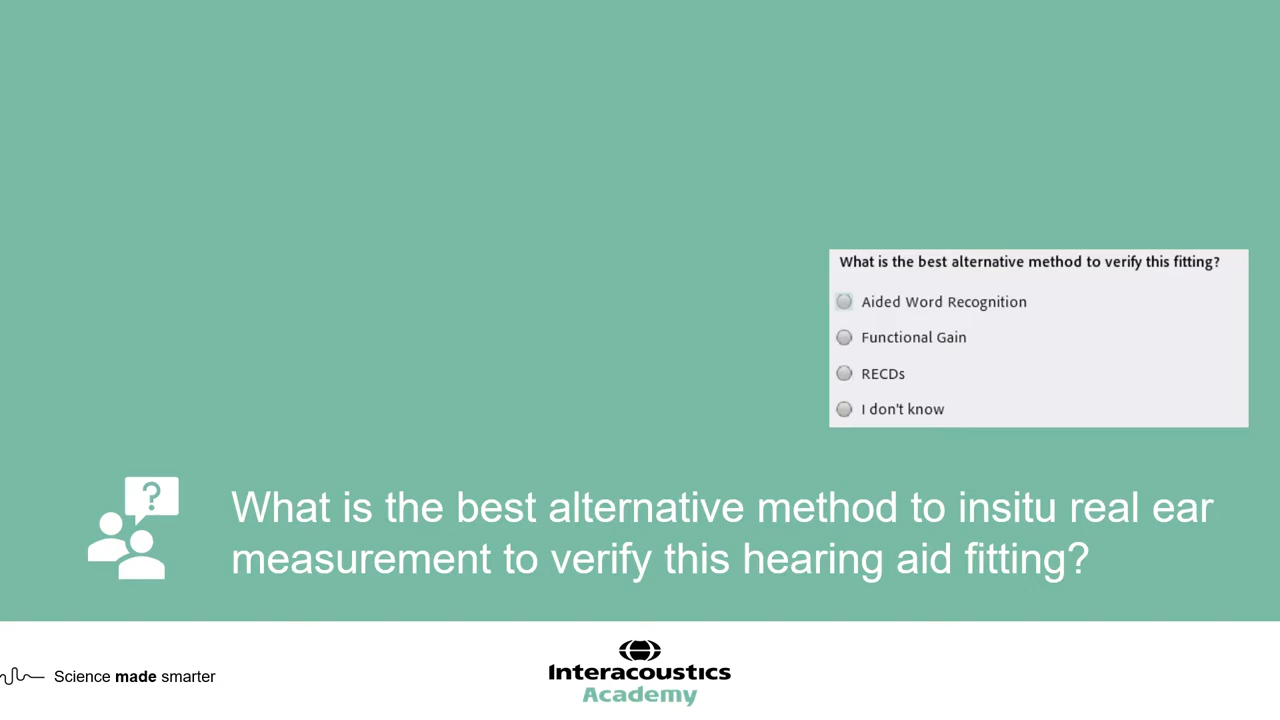 What is the best alternative method to verify this fitting?
Aided Word Recognition
Functional Gain
RECDs
I don't know
?
What is the best alternative method to insitu real ear
measurement to verify this hearing aid fitting?
Science made smarter
Interacoustics
Academy